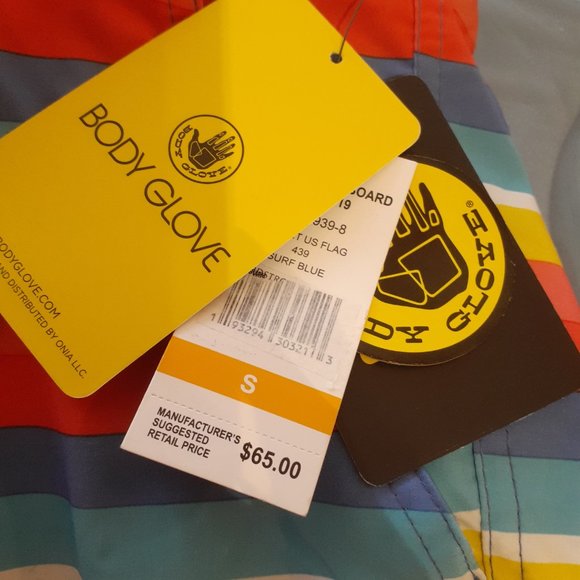 BODY GLOVE
BODY GLOVE
BODYGLOVE.COM
AND DISTRIBUTED BY ONIA LLC.
BOARD
19
939-8
T US FLAG
439
SURF BLUE
1 93294 30321 3
S
MANUFACTURER'S
SUGGESTED
RETAIL PRICE
$65.00
DY GLOVE